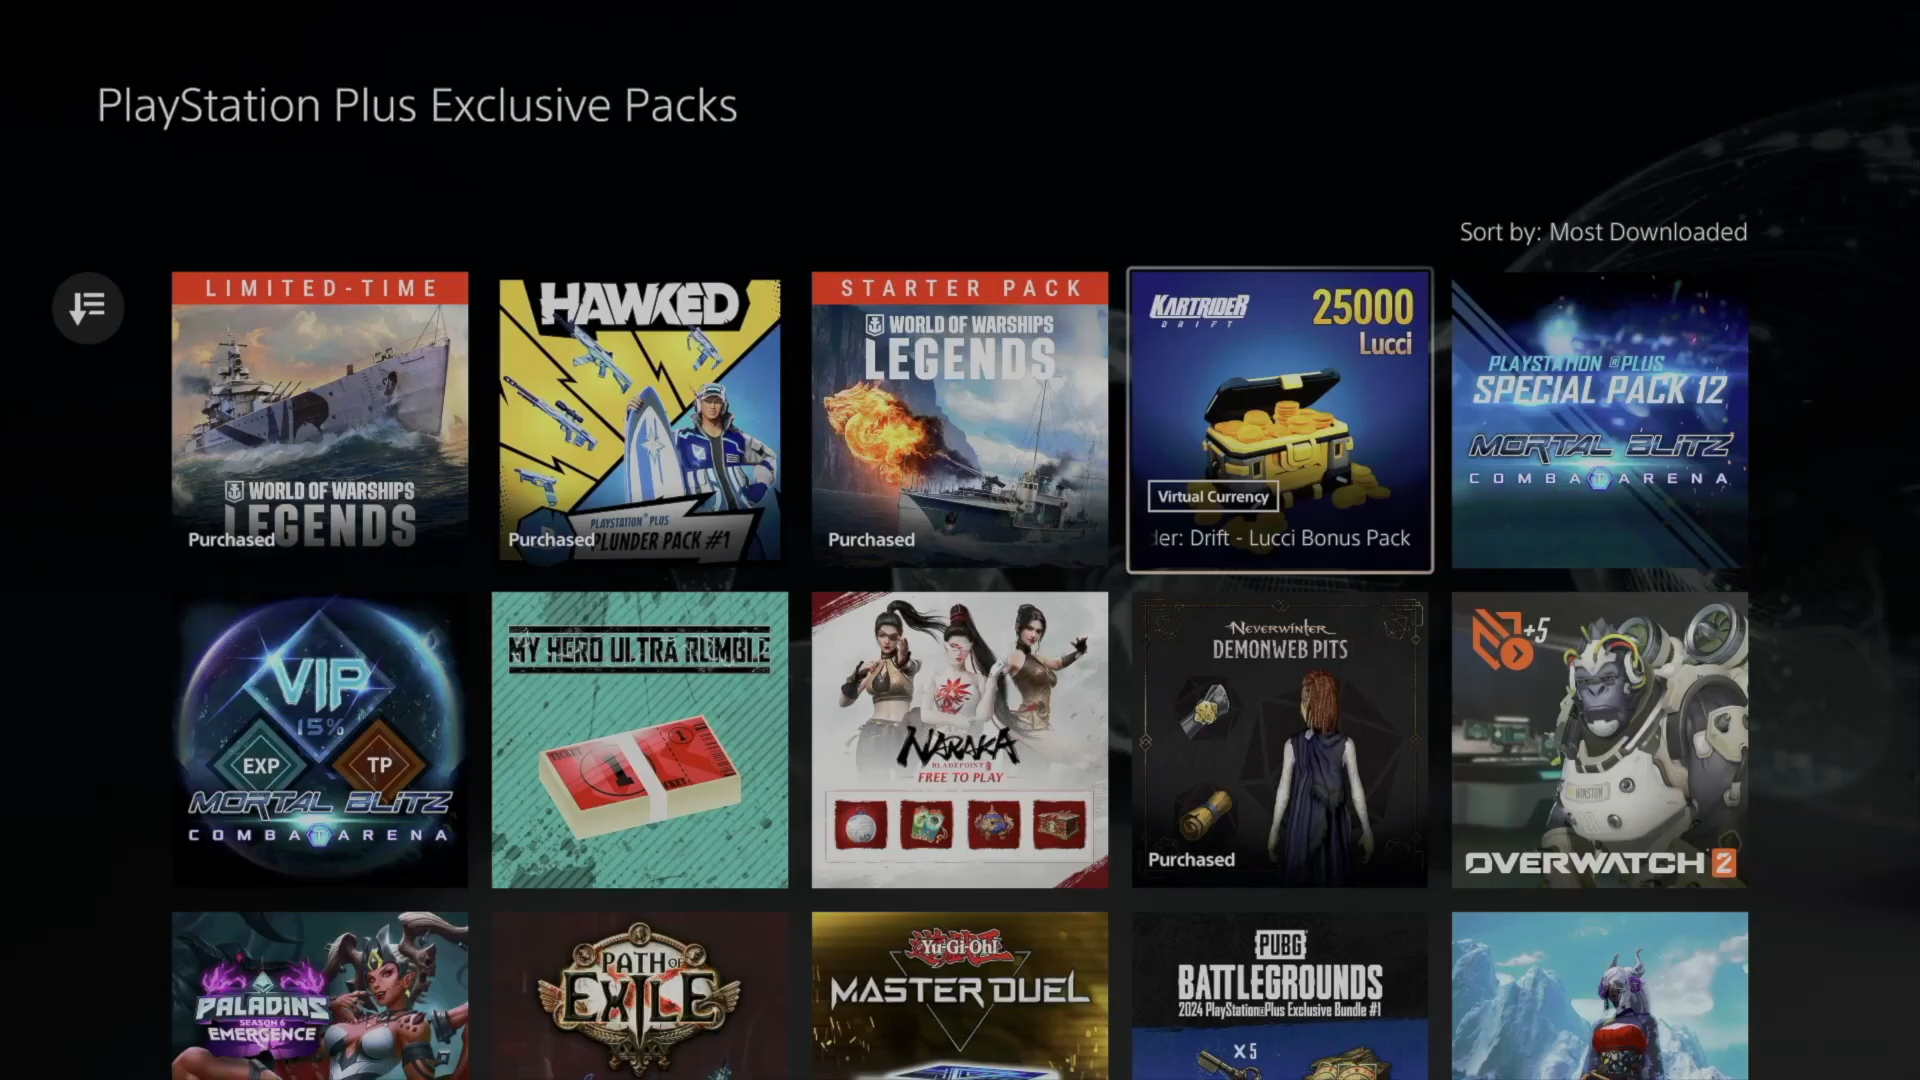 PlayStation Plus Exclusive Packs
Sort by: Most Downloaded
LIMITED-TIME
WORLD OF WARSHIPS
LEGENDS
Purchased
HAWKED
PLAYSTATION PLUS
PLUNDER PACK #1
Purchased
STARTER PACK
WORLD OF WARSHIPS
LEGENDS
Purchased
KARTRIDER
DRIFT
25000
Lucci
Virtual Currency
der: Drift - Lucci Bonus Pack
PLAYSTATION PLUS
SPECIAL PACK 12
MORTAL BLITZ
COMBAT ARENA
VIP
15%
EXP
TP
MORTAL BLITZ
COMBAT ARENA
MY HERO ULTRA RUMBLE
1
1
NARAKA
BLADEPOINT
FREE TO PLAY
NEVERWINTER
DEMONWEB PITS
Purchased
+5
WINSTON
OVERWATCH 2
PALADINS
SEASON 6
EMERGENCE
PATH OF
EXILE
Yu-Gi-Oh!
MASTER DUEL
PUBG
BATTLEGROUNDS
2024 PlayStation Plus Exclusive Bundle #1
X5